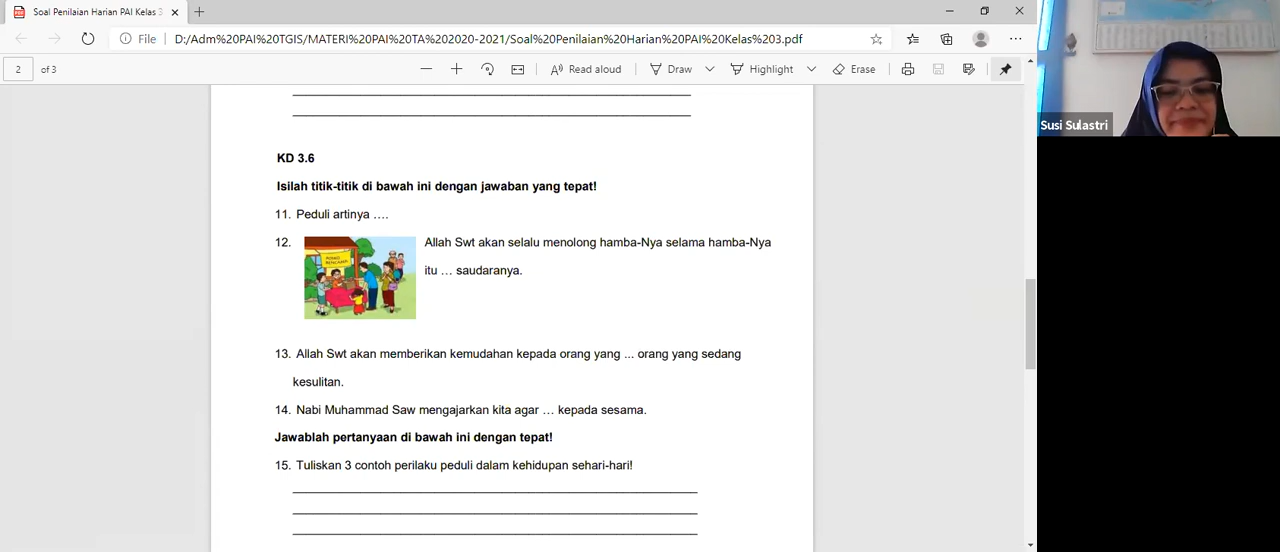 Soal Penilaian Harian PAI Kelas 3
File D:/Adm%20PAI%20TGIS/MATERI%20PAI%20TA%202020-2021/Soal%20Penilaian%20Harian%20PAI%20Kelas%203.pdf
2 of 3 Read aloud Draw Highlight Erase
Susi Sulastri
KD 3.6
Isilah titik-titik di bawah ini dengan jawaban yang tepat!
11. Peduli artinya ….
12. Allah Swt akan selalu menolong hamba-Nya selama hamba-Nya
itu … saudaranya.
POSKO
BENCANA
13. Allah Swt akan memberikan kemudahan kepada orang yang ... orang yang sedang
kesulitan.
14. Nabi Muhammad Saw mengajarkan kita agar … kepada sesama.
Jawablah pertanyaan di bawah ini dengan tepat!
15. Tuliskan 3 contoh perilaku peduli dalam kehidupan sehari-hari!